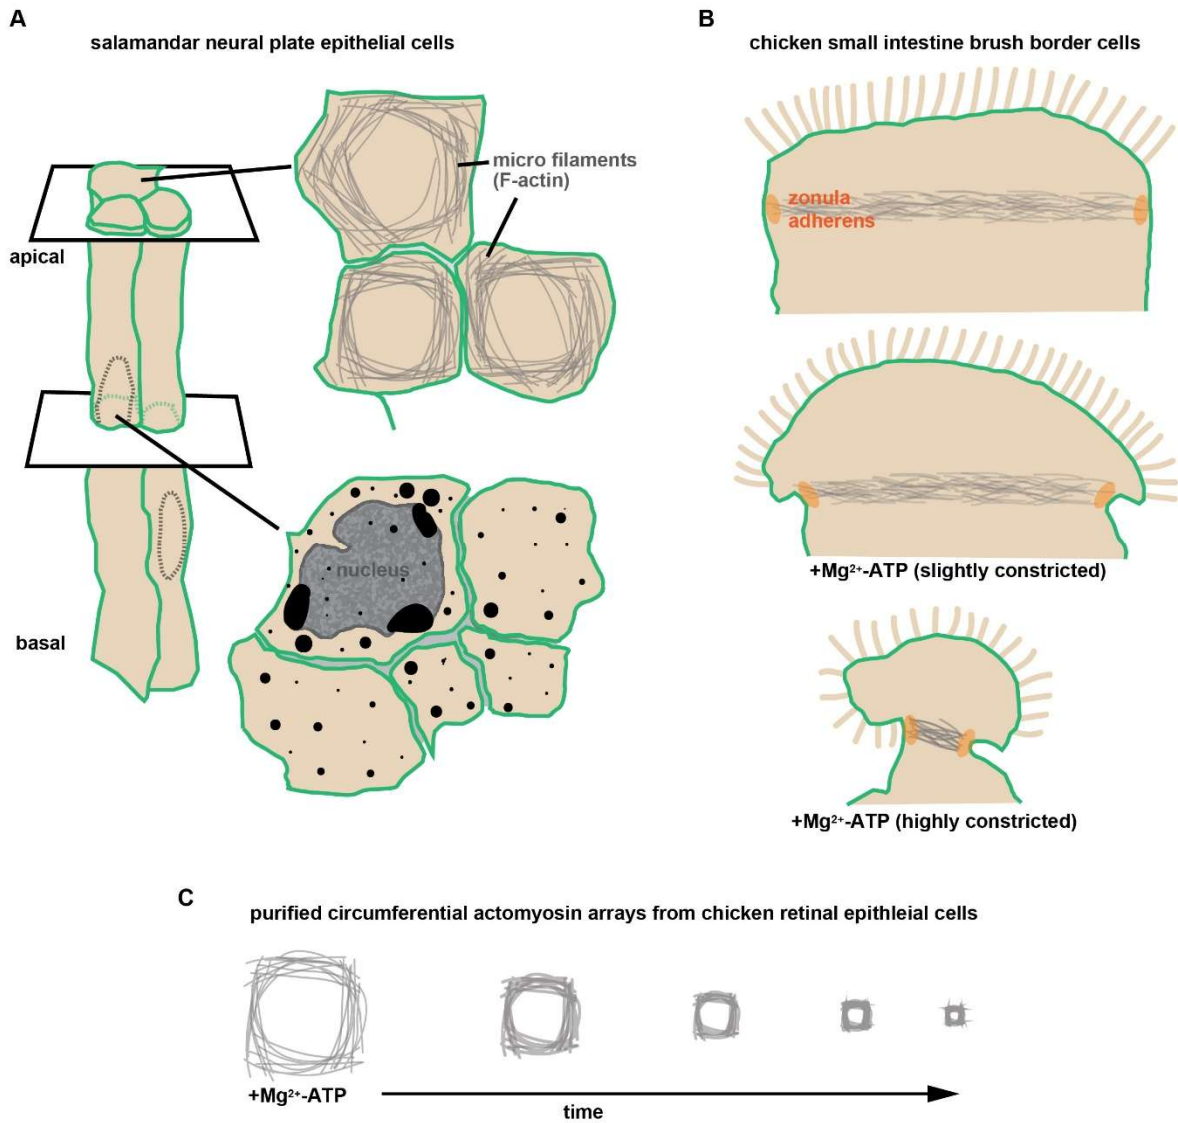 A
salamandar neural plate epithelial cells
micro filaments
(F-actin)
apical
nucleus
basal
B
chicken small intestine brush border cells
zonula
adherens
+Mg²⁺-ATP (slightly constricted)
+Mg²⁺-ATP (highly constricted)
C
purified circumferential actomyosin arrays from chicken retinal epithleial cells
+Mg²⁺-ATP
time